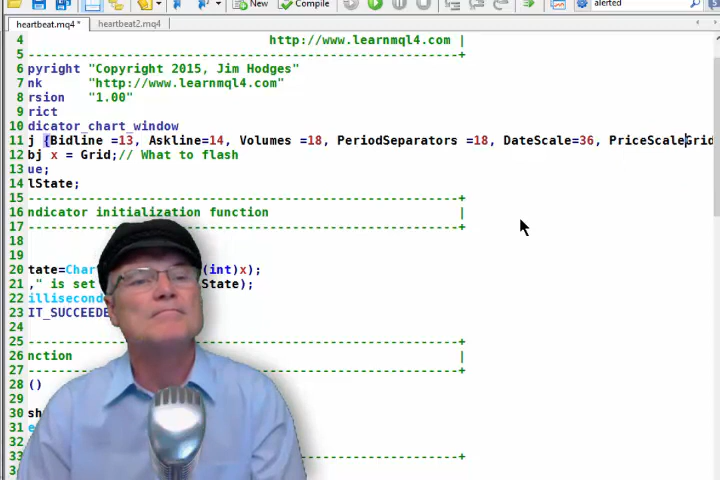 New Compile alerted
heartbeat.mq4 * heartbeat2.mq4
4 http://www.learnmql4.com |
5 -----------------------------------------------------------+
6 pyright "Copyright 2015, Jim Hodges"
7 nk "http://www.learnmql4.com"
8 rsion "1.00"
9 rict
10 dicator_chart_window
11 j {Bidline =13, Askline=14, Volumes =18, PeriodSeparators =18, DateScale=36, PriceScaleGrid
12 bj x = Grid;// What to flash
13 ue;
14 lState;
15 -----------------------------------------------------------+
16 ndicator initialization function |
17 -----------------------------------------------------------+
18
19
20 tate=Char (int)x);
21 ," is set State);
22 illisecond
23 IT_SUCCEEDE
24
25 -----------------------------------------------------------+
26 nction |
27 -----------------------------------------------------------+
28 ()
29
30 sh
31 e
32
33 -----------------------------------------------------------+